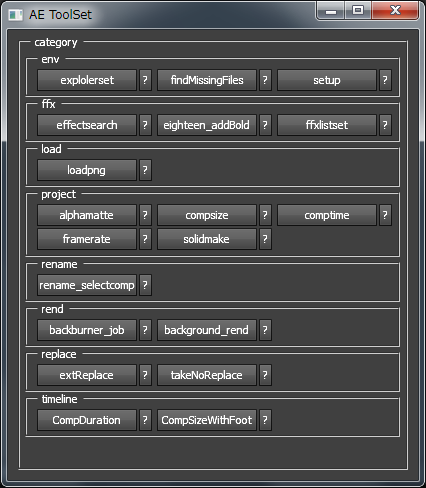 AE ToolSet
category
env
explolerset ? findMissingFiles ? setup ?
ffx
effectsearch ? eighteen_addBold ? ffxlistset ?
load
loadpng ?
project
alphamatte ? compsize ? comptime ?
framerate ? solidmake ?
rename
rename_selectcomp ?
rend
backburner_job ? background_rend ?
replace
extReplace ? takeNoReplace ?
timeline
CompDuration ? CompSizeWithFoot ?